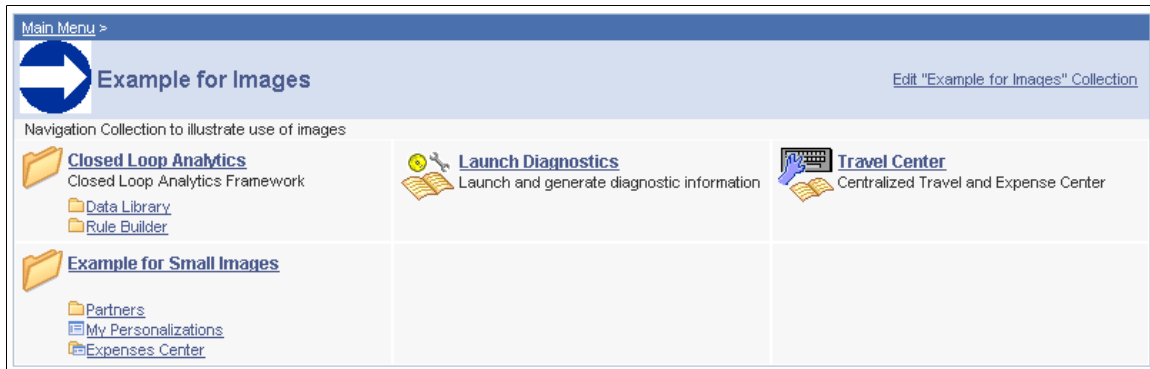 Main Menu >
Example for Images
Edit "Example for Images" Collection
Navigation Collection to illustrate use of images
Closed Loop Analytics
Closed Loop Analytics Framework
Data Library
Rule Builder
Launch Diagnostics
Launch and generate diagnostic information
Travel Center
Centralized Travel and Expense Center
Example for Small Images
Partners
My Personalizations
Expenses Center